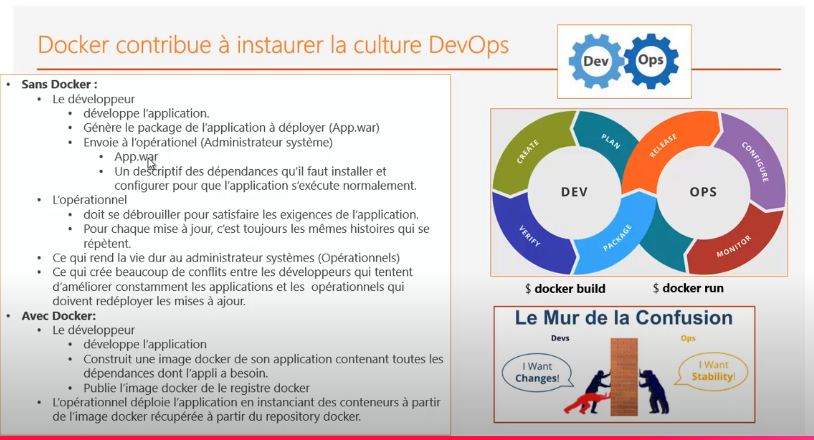 Docker contribue à instaurer la culture DevOps
Dev Ops
• Sans Docker :
• Le développeur
• développe l'application.
• Génère le package de l'application à déployer (App.war)
• Envoie à l'opérationel (Administrateur système)
• App.war
• Un descriptif des dépendances qu'il faut installer et
configurer pour que l'application s'exécute normalement.
• L'opérationnel
• doit se débrouiller pour satisfaire les exigences de l'application.
• Pour chaque mise à jour, c'est toujours les mêmes histoires qui se
répètent.
• Ce qui rend la vie dur au administrateur systèmes (Opérationnels)
• Ce qui crée beaucoup de conflits entre les développeurs qui tentent
d'améliorer constamment les applications et les opérationnels qui
doivent redéployer les mises à ajour.
• Avec Docker:
• Le développeur
• développe l'application
• Construit une image docker de son application contenant toutes les
dépendances dont l'appli a besoin.
• Publie l'image docker de le registre docker
• L'opérationnel déploie l'application en instanciant des conteneurs à partir
de l'image docker récupérée à partir du repository docker.
CREATE
PLAN
RELEASE
CONFIGURE
DEV
OPS
VERIFY
PACKAGE
MONITOR
$ docker build
$ docker run
Le Mur de la Confusion
Devs
Ops
I Want
Changes!
I Want
Stability!